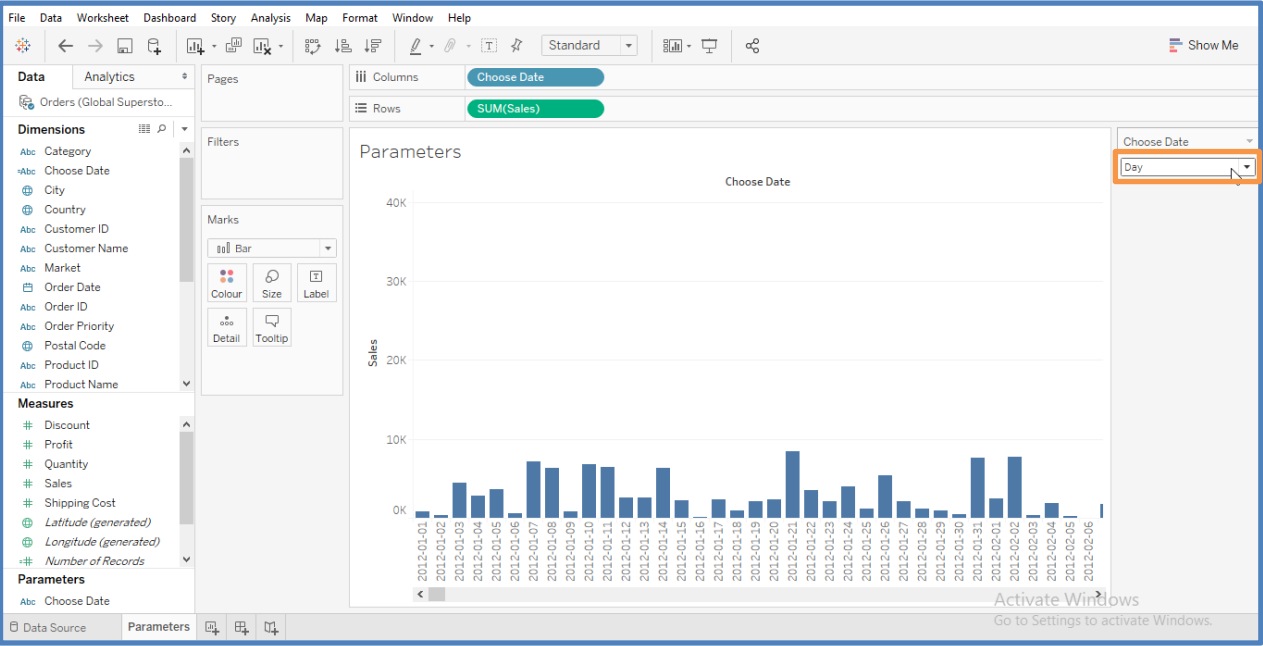 File Data Worksheet Dashboard Story Analysis Map Format Window Help
Standard
Show Me
Data Analytics
Orders (Global Supersto...
Dimensions
Abc Category
=Abc Choose Date
City
Country
Abc Customer ID
Abc Customer Name
Abc Market
Order Date
Abc Order ID
Abc Order Priority
Postal Code
Abc Product ID
Abc Product Name
Measures
# Discount
# Profit
# Quantity
# Sales
# Shipping Cost
Latitude (generated)
Longitude (generated)
=# Number of Records
Parameters
Abc Choose Date
Pages
Filters
Marks
Bar
Colour Size Label
Detail Tooltip
Columns Choose Date
Rows SUM(Sales)
Parameters
Choose Date
Sales
40K
30K
20K
10K
0K
2012-01-01
2012-01-02
2012-01-03
2012-01-04
2012-01-05
2012-01-06
2012-01-07
2012-01-08
2012-01-09
2012-01-10
2012-01-11
2012-01-12
2012-01-13
2012-01-14
2012-01-15
2012-01-16
2012-01-17
2012-01-18
2012-01-19
2012-01-20
2012-01-21
2012-01-22
2012-01-23
2012-01-24
2012-01-25
2012-01-26
2012-01-27
2012-01-28
2012-01-29
2012-01-30
2012-01-31
2012-02-01
2012-02-02
2012-02-03
2012-02-04
2012-02-05
2012-02-06
Choose Date
Day
Activate Windows
Go to Settings to activate Windows.
Data Source Parameters